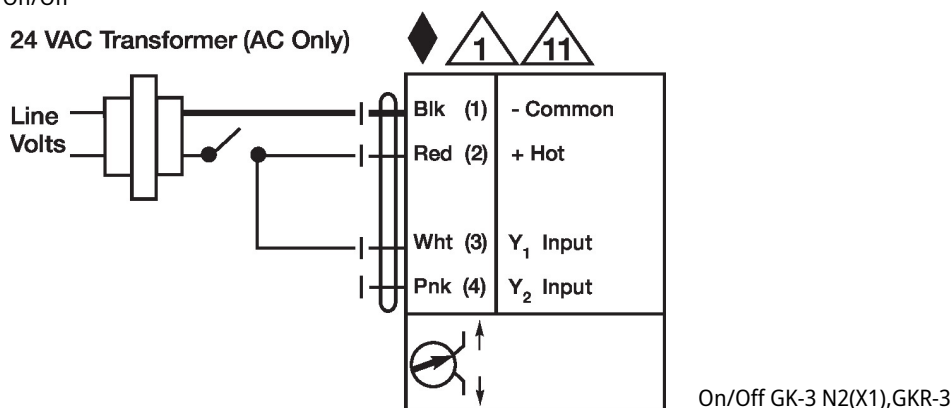 On/Off
24 VAC Transformer (AC Only)
1
11
Line
Volts
Blk (1) - Common
Red (2) + Hot
Wht (3) Y1 Input
Pnk (4) Y2 Input
On/Off GK-3 N2(X1),GKR-3